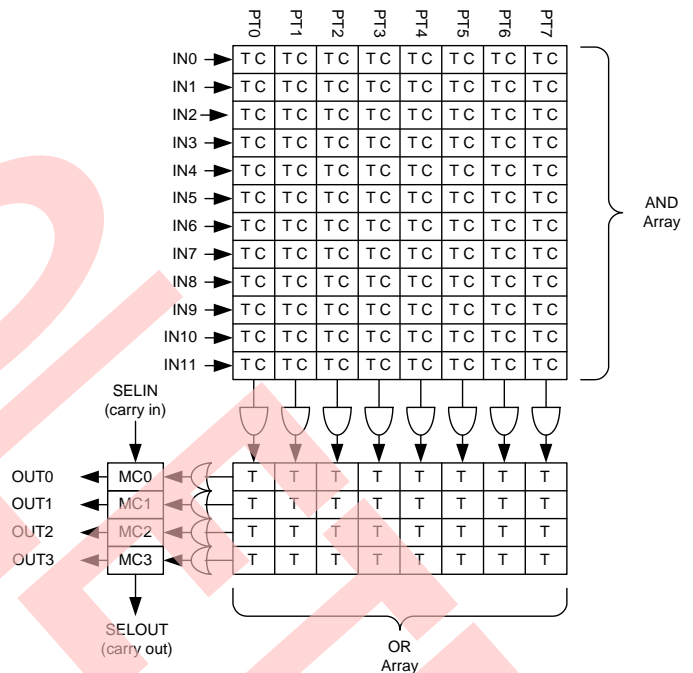 PT0 PT1 PT2 PT3 PT4 PT5 PT6 PT7
IN0 T C T C T C T C T C T C T C T C
IN1 T C T C T C T C T C T C T C T C
IN2 T C T C T C T C T C T C T C T C
IN3 T C T C T C T C T C T C T C T C
IN4 T C T C T C T C T C T C T C T C
IN5 T C T C T C T C T C T C T C T C
IN6 T C T C T C T C T C T C T C T C
IN7 T C T C T C T C T C T C T C T C
IN8 T C T C T C T C T C T C T C T C
IN9 T C T C T C T C T C T C T C T C
IN10 T C T C T C T C T C T C T C T C
IN11 T C T C T C T C T C T C T C T C
AND
Array
SELIN
(carry in)
OUT0 MC0 T T T T T T T T
OUT1 MC1 T T T T T T T T
OUT2 MC2 T T T T T T T T
OUT3 MC3 T T T T T T T T
SELOUT
(carry out)
OR
Array